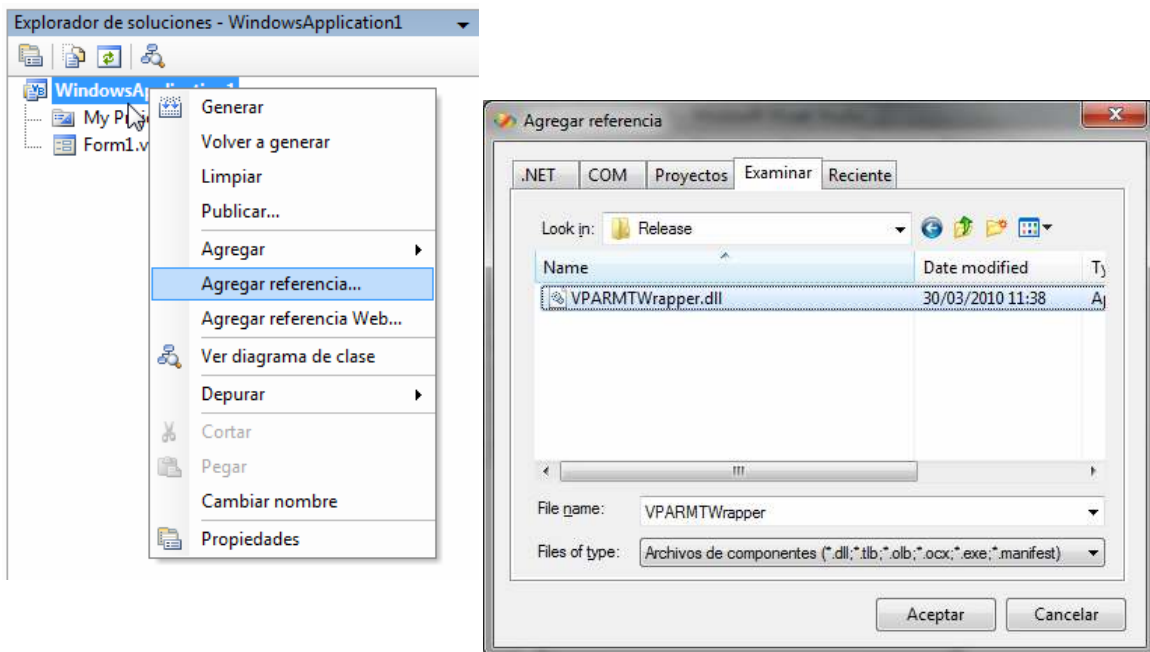 Explorador de soluciones - WindowsApplication1
WindowsA
My P
Form1.v
Generar
Volver a generar
Limpiar
Publicar...
Agregar
Agregar referencia...
Agregar referencia Web...
Ver diagrama de clase
Depurar
Cortar
Pegar
Cambiar nombre
Propiedades
Agregar referencia
.NET COM Proyectos Examinar Reciente
Look in: Release
Name Date modified Ty
VPARMTWrapper.dll 30/03/2010 11:38 Ap
File name: VPARMTWrapper
Files of type: Archivos de componentes (*.dll;*.tlb;*.olb;*.ocx;*.exe;*.manifest)
Aceptar Cancelar